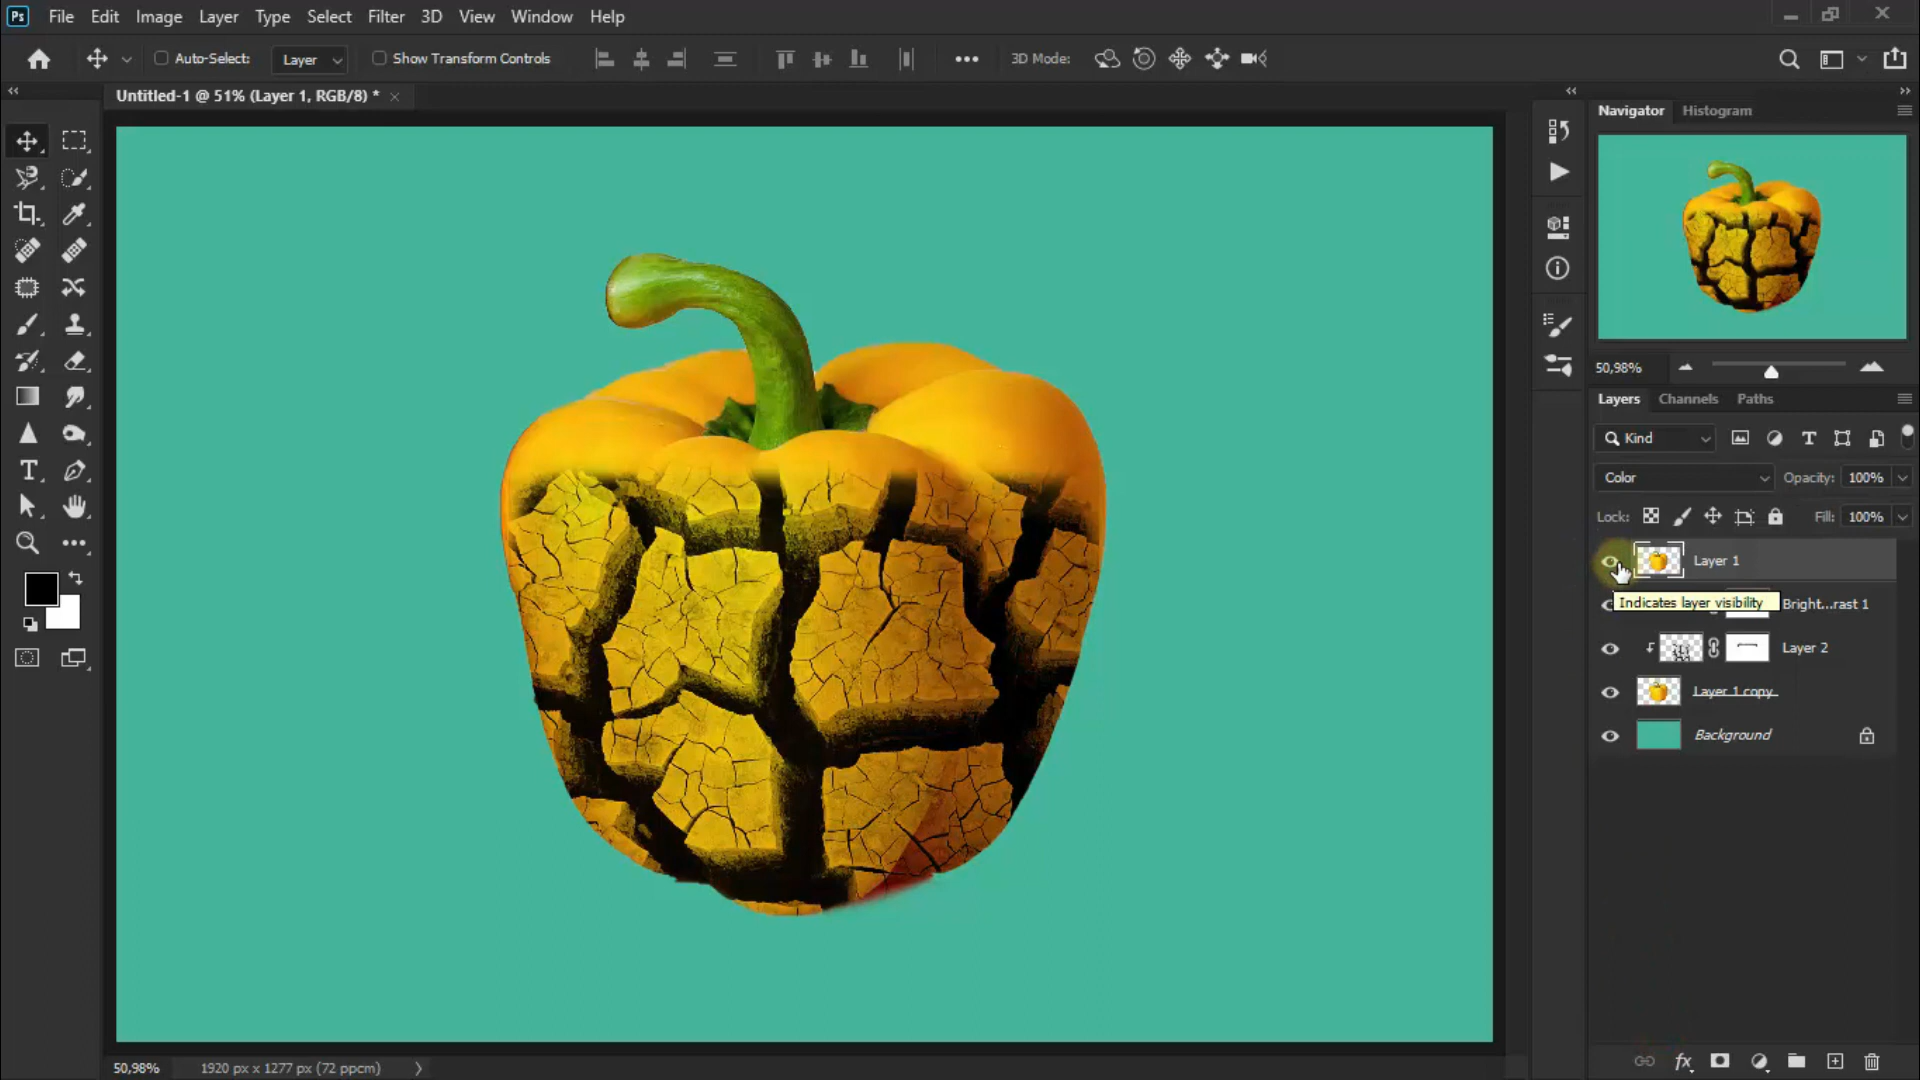 Ps File Edit Image Layer Type Select Filter 3D View Window Help
Auto-Select: Layer Show Transform Controls 3D Mode:
Untitled-1 @ 51% (Layer 1, RGB/8) *
Navigator Histogram
50,98%
Layers Channels Paths
Kind
Color Opacity: 100%
Lock: Fill: 100%
Layer 1
Indicates layer visibility
Bright...rast 1
Layer 2
Layer 1 copy
Background
fx
50,98% 1920 px x 1277 px (72 ppcm)